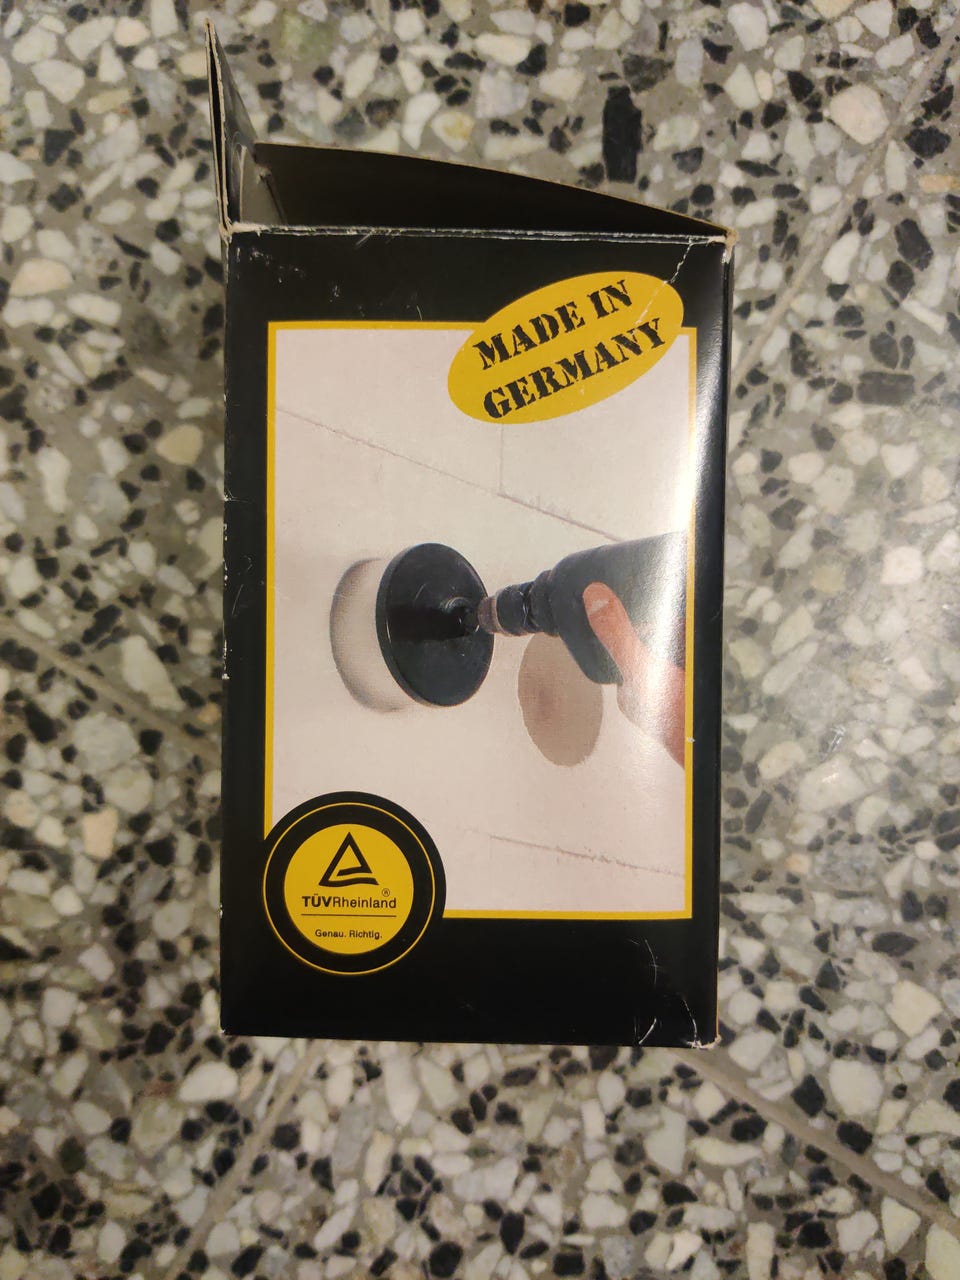 MADE IN
GERMANY
TÜVRheinland®
Genau. Richtig.